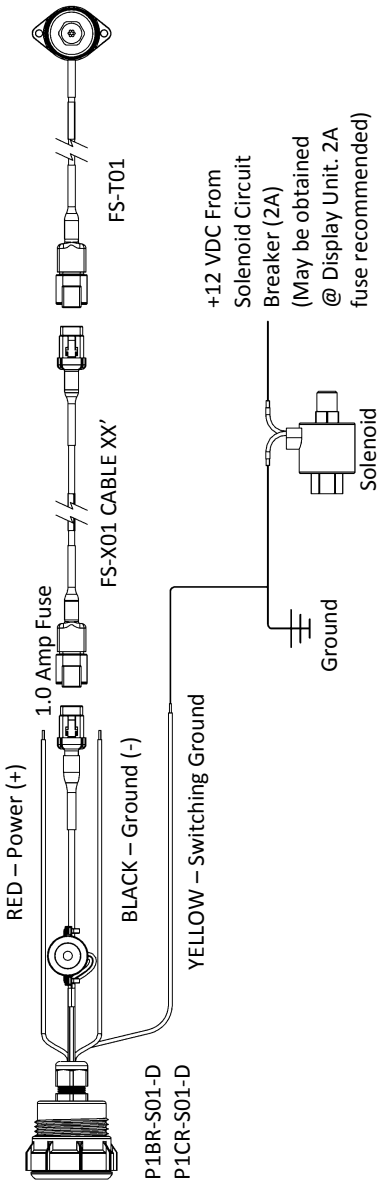 RED – Power (+)
1.0 Amp Fuse
FS-X01 CABLE XX’
FS-T01
BLACK – Ground (-)
YELLOW – Switching Ground
P1BR-S01-D
P1CR-S01-D
Ground
Solenoid
+12 VDC From
Solenoid Circuit
Breaker (2A)
(May be obtained
@ Display Unit. 2A
fuse recommended)